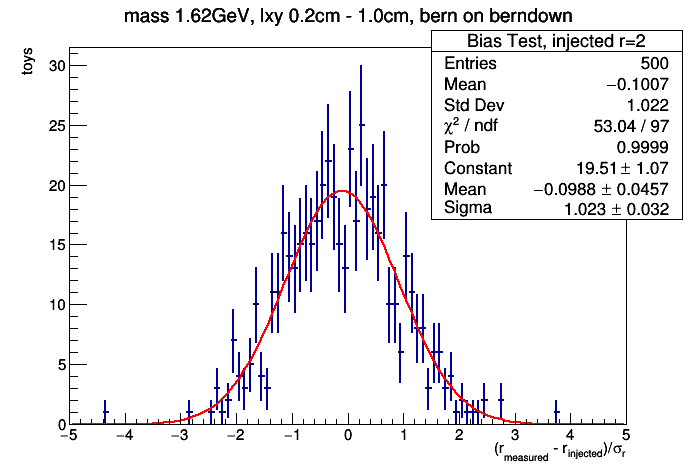 mass 1.62GeV, lxy 0.2cm - 1.0cm, bern on berndown
Bias Test, injected r=2
Entries 500
Mean −0.1007
Std Dev 1.022
χ² / ndf 53.04 / 97
Prob 0.9999
Constant 19.51 ± 1.07
Mean −0.0988 ± 0.0457
Sigma 1.023 ± 0.032
toys
30
25
20
15
10
5
0
−5 −4 −3 −2 −1 0 1 2 3 4 5
(r_measured - r_injected)/σ_r